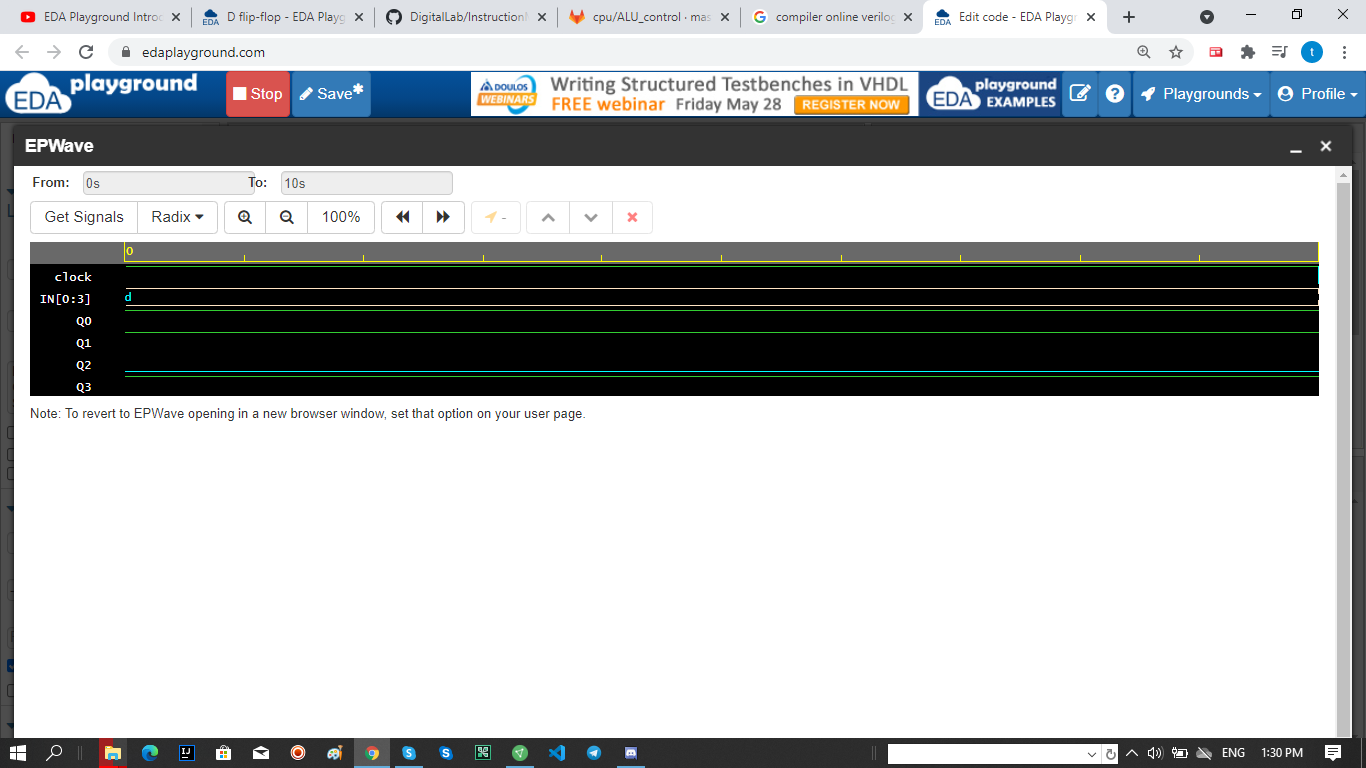 EDA Playground Introd
D flip-flop - EDA Playg
DigitalLab/InstructionM
cpu/ALU_control · mas
compiler online verilog
Edit code - EDA Playgr
edaplayground.com
t
EDA playground
Stop
Save*
DOULOS WEBINARS
Writing Structured Testbenches in VHDL
FREE webinar Friday May 28 REGISTER NOW
EDA playground EXAMPLES
Playgrounds
Profile
EPWave
From: 0s To: 10s
Get Signals Radix 100% -
0
clock
IN[0:3] d
Q0
Q1
Q2
Q3
Note: To revert to EPWave opening in a new browser window, set that option on your user page.
ENG 1:30 PM